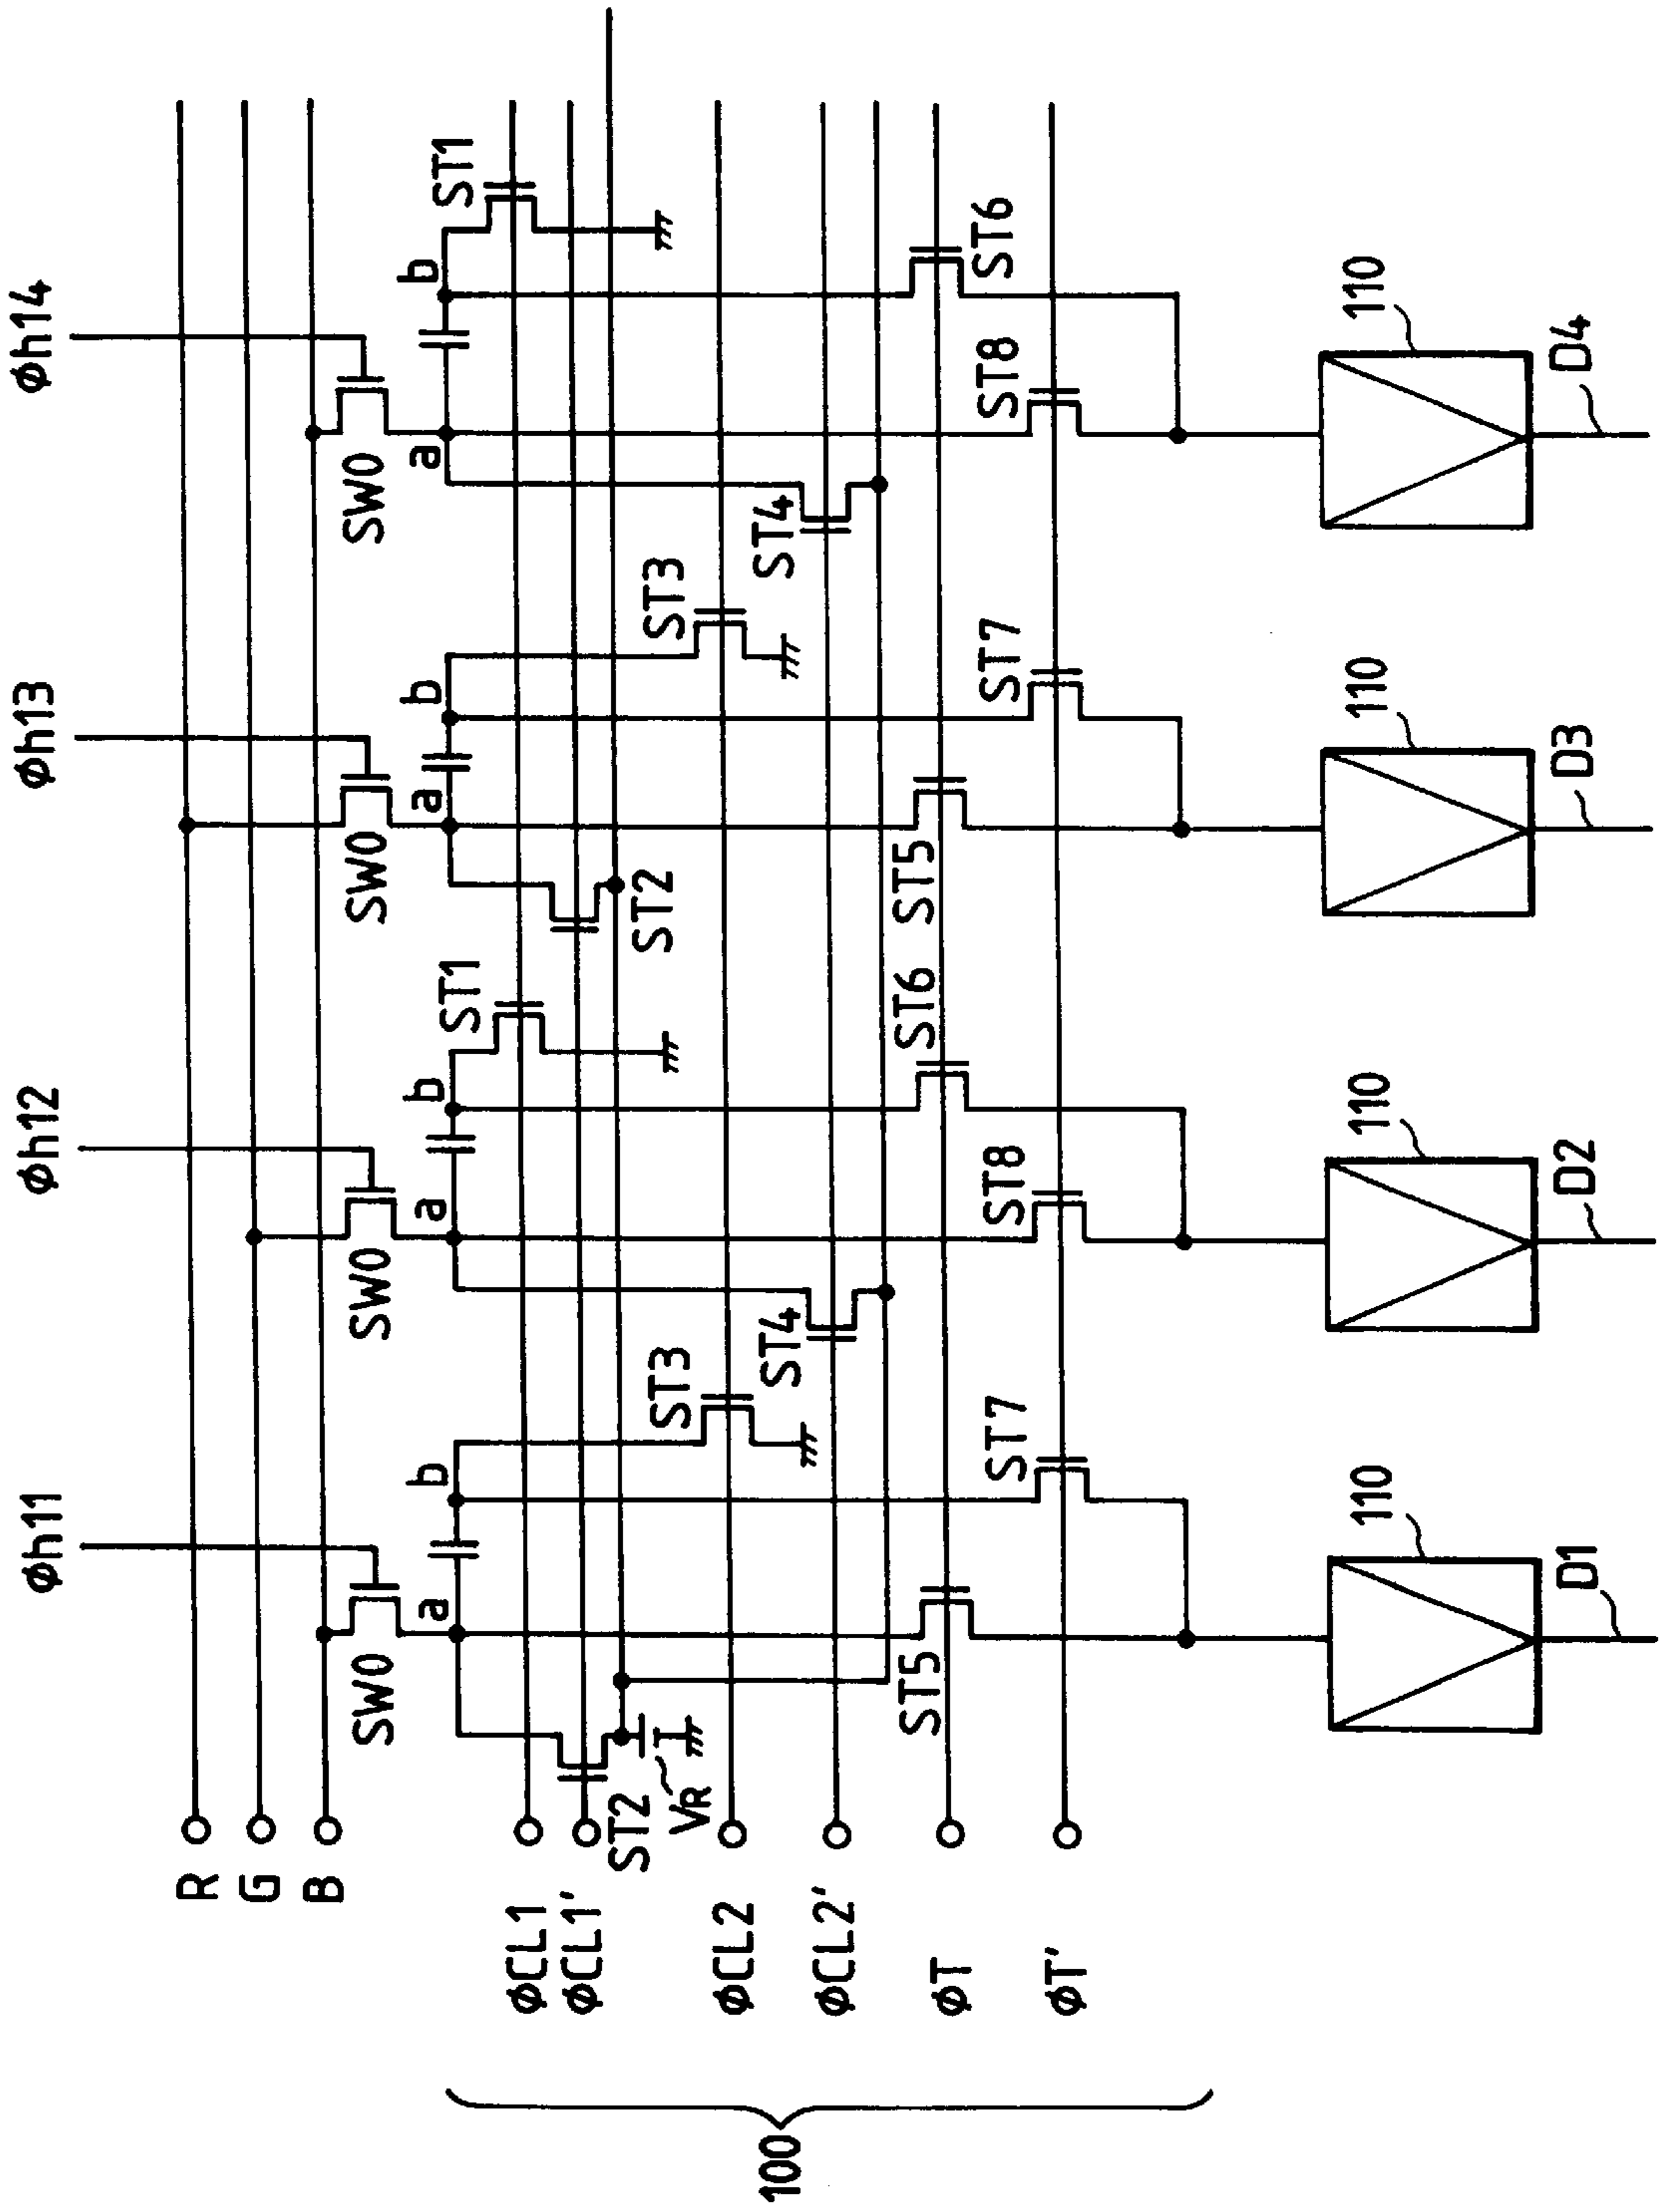 φh11 φh12 φh13 φh14
R
G
B
SW0 SW0 SW0 SW0
a b a b a b a b
ST1 ST1
φCL1
φCL1'
ST2 ST2
VR
ST3 ST3
φCL2
ST4 ST4
φCL2'
ST5 ST6 ST5 ST6
φT
ST7 ST8 ST7 ST8
φT'
100
110 110 110 110
D1 D2 D3 D4